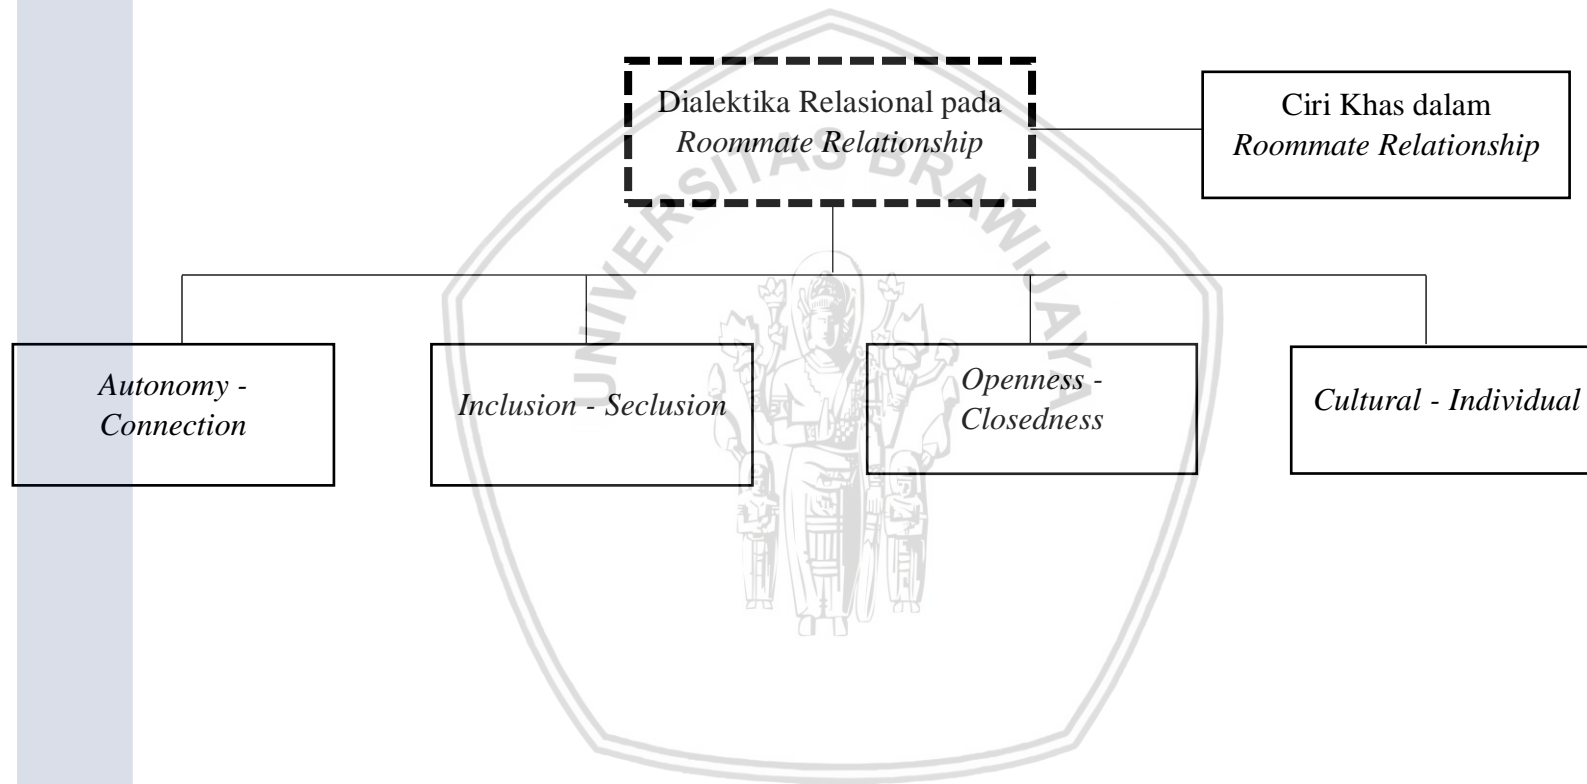 Dialektika Relasional pada
Roommate Relationship
Ciri Khas dalam
Roommate Relationship
UNIVERSITAS BRAWIJAYA
Autonomy -
Connection
Inclusion - Seclusion
Openness -
Closedness
Cultural - Individual